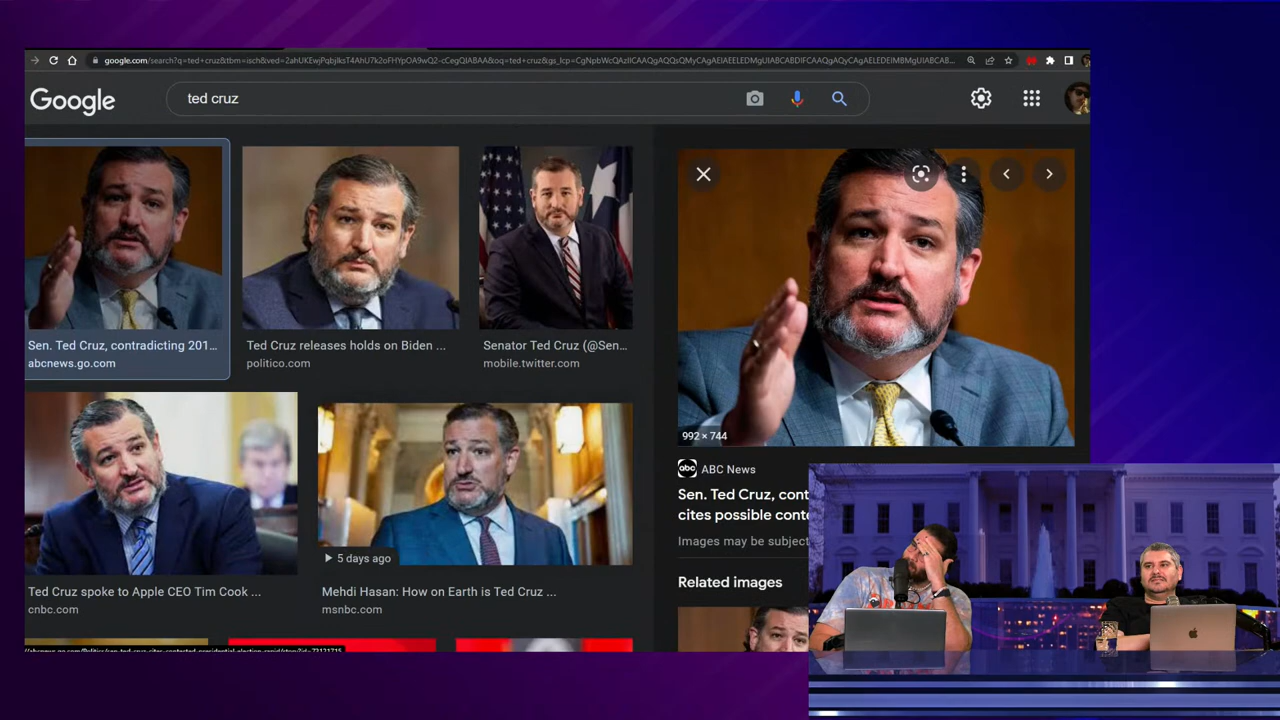 Google
ted cruz
Sen. Ted Cruz, contradicting 201...
abcnews.go.com
Ted Cruz releases holds on Biden ...
politico.com
Senator Ted Cruz (@Sen...
mobile.twitter.com
992 × 744
abc ABC News
Sen. Ted Cruz, cont
cites possible conte
Images may be subject
Related images
5 days ago
Ted Cruz spoke to Apple CEO Tim Cook ...
cnbc.com
Mehdi Hasan: How on Earth is Ted Cruz ...
msnbc.com